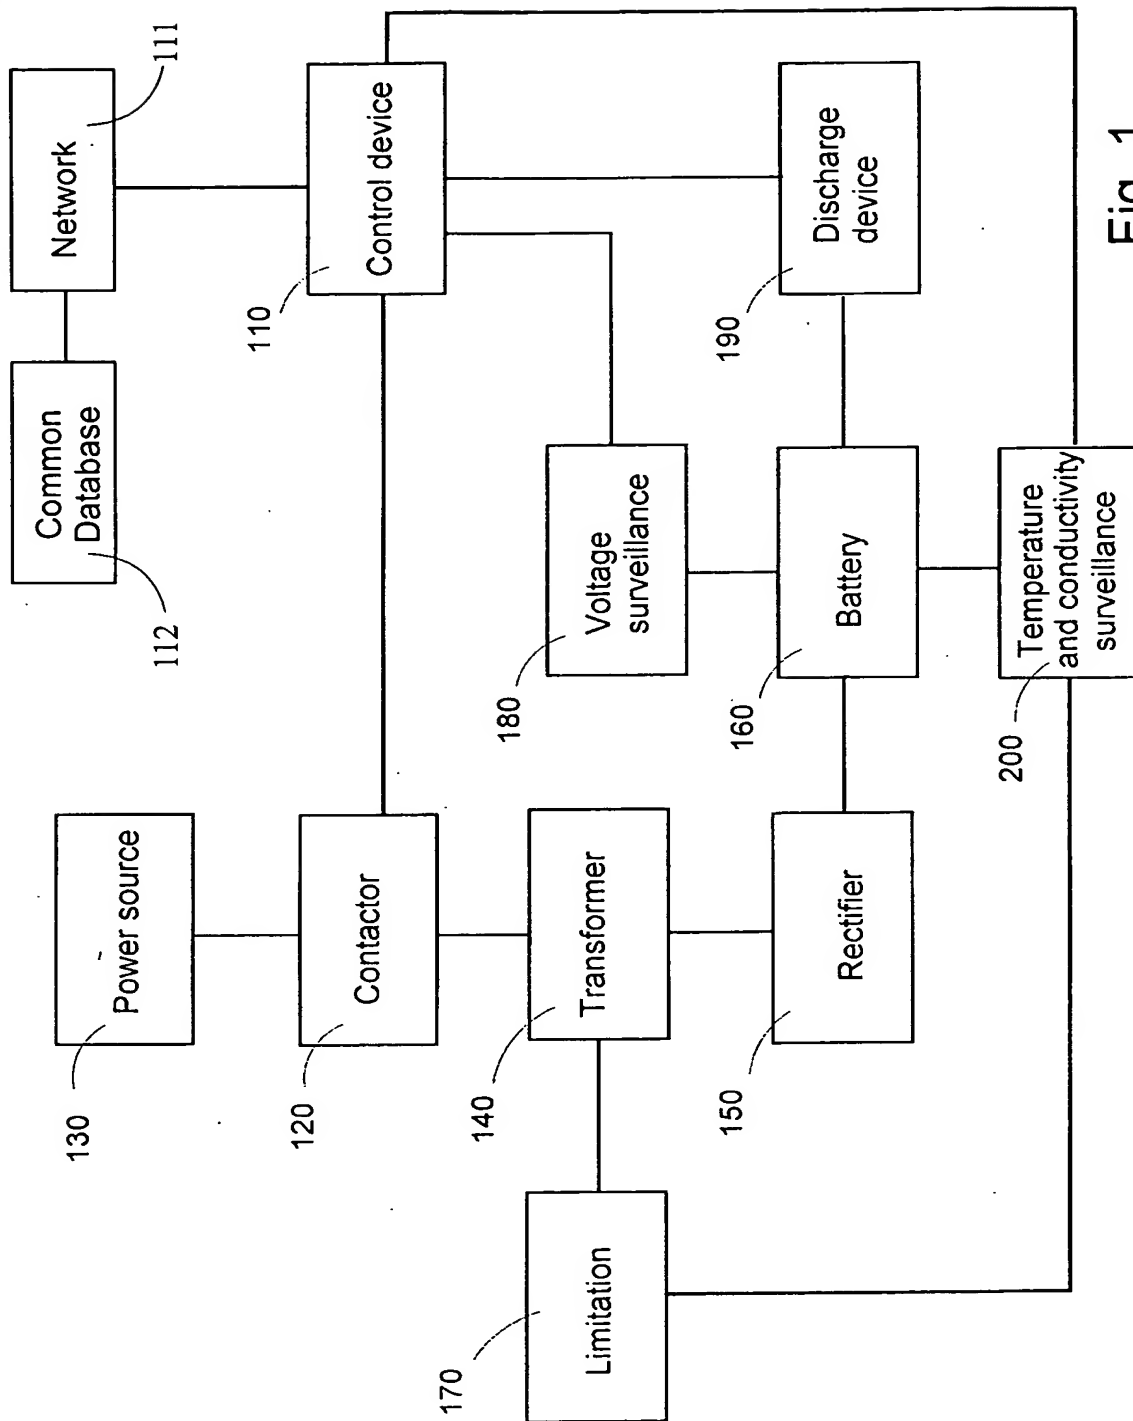 Common
Database
Network
Power source
130
112
111
110
Control device
120
Contactor
170
Limitation
140
Transformer
180
Voltage
surveillance
150
Rectifier
160
Battery
190
Discharge
device
200
Temperature
and conductivity
surveillance
Fig 1